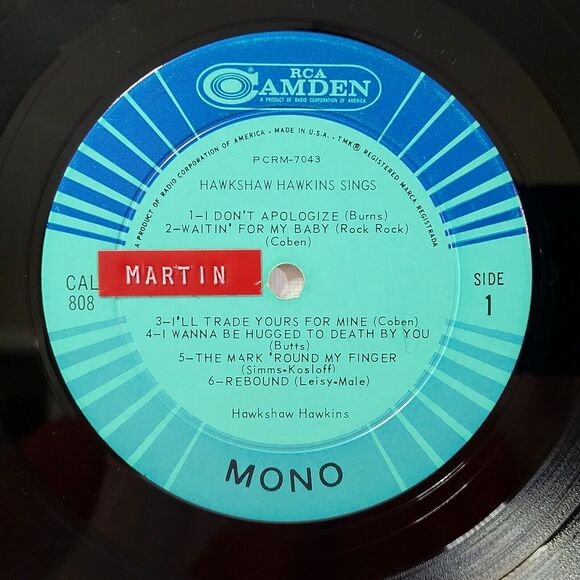 RCA
CAMDEN
A PRODUCT OF RADIO CORPORATION OF AMERICA
A PRODUCT OF RADIO CORPORATION OF AMERICA • MADE IN U.S.A. • TMK® REGISTERED MARCA REGISTRADA
PCRM-7043
HAWKSHAW HAWKINS SINGS
1—I DON'T APOLOGIZE (Burns)
2—WAITIN' FOR MY BABY (Rock Rock)
(Coben)
MARTIN
CAL
808
SIDE
1
3—I'LL TRADE YOURS FOR MINE (Coben)
4—I WANNA BE HUGGED TO DEATH BY YOU
(Butts)
5—THE MARK 'ROUND MY FINGER
(Simms-Kosloff)
6—REBOUND (Leisy-Male)
Hawkshaw Hawkins
MONO